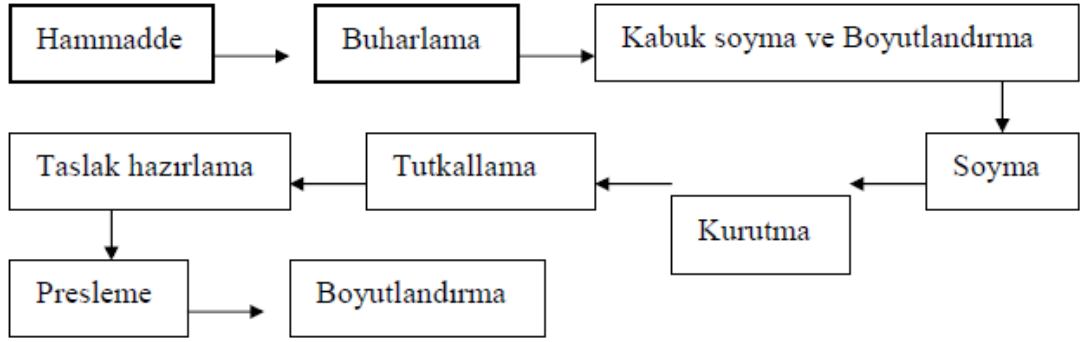 Hammadde
Buharlama
Kabuk soyma ve Boyutlandırma
Soyma
Kurutma
Tutkallama
Taslak hazırlama
Presleme
Boyutlandırma